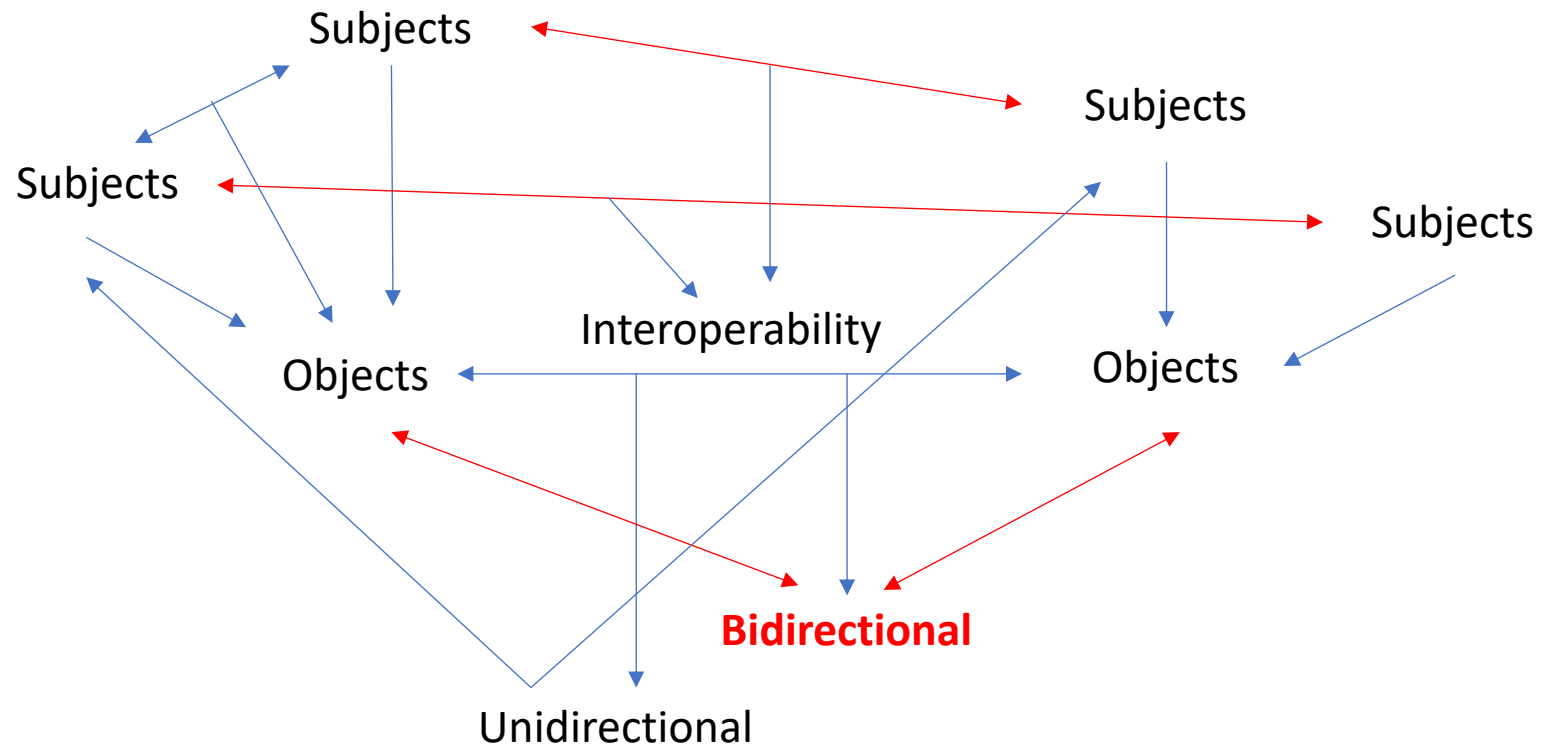 Subjects
Subjects
Subjects
Subjects
Interoperability
Objects
Objects
Bidirectional
Unidirectional